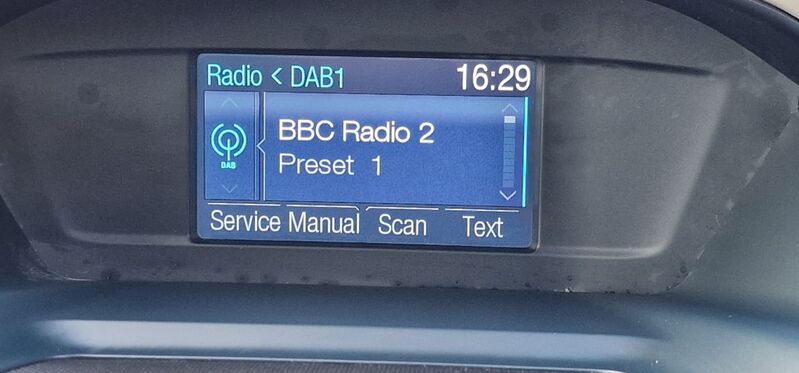 Radio < DAB1 16:29
BBC Radio 2
DAB
Preset 1
Service Manual Scan Text